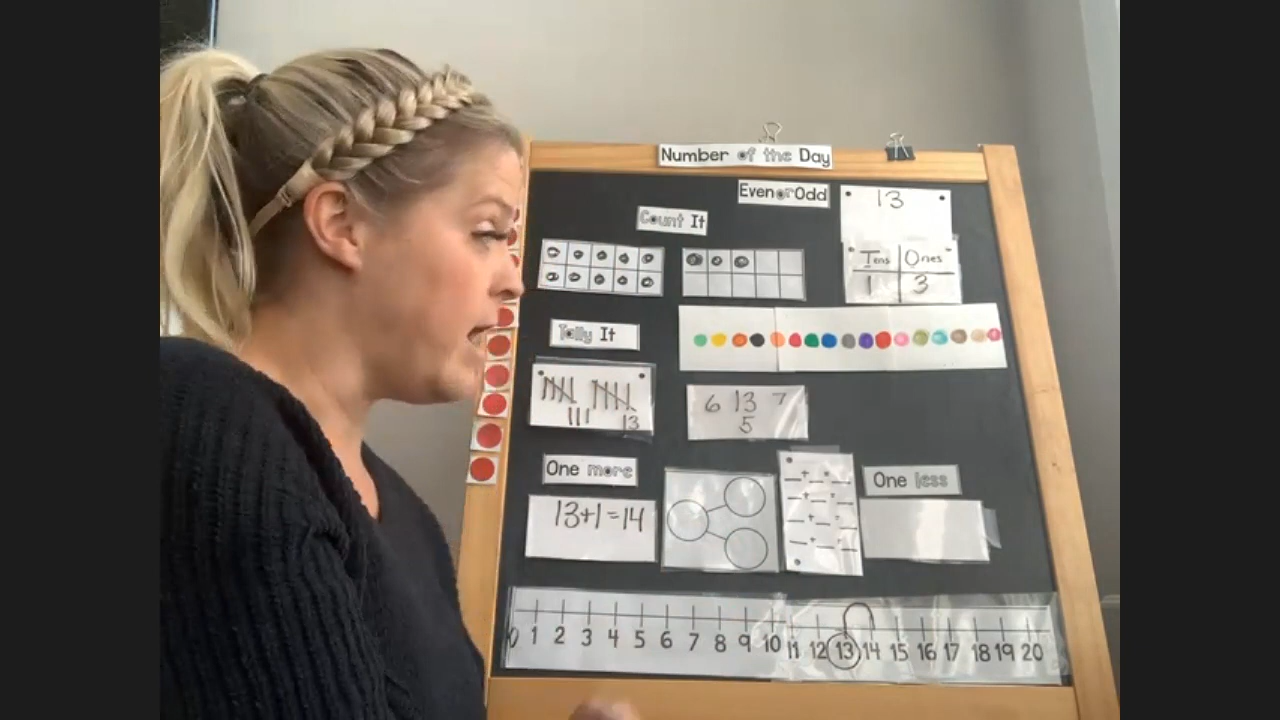 Number of the Day
Even or Odd
13
Count It
Tens Ones
1 3
Tally It
13
6 13 7
5
One more
One less
13+1=14
+ +
+ +
+ +
+ +
0 1 2 3 4 5 6 7 8 9 10 11 12 13 14 15 16 17 18 19 20